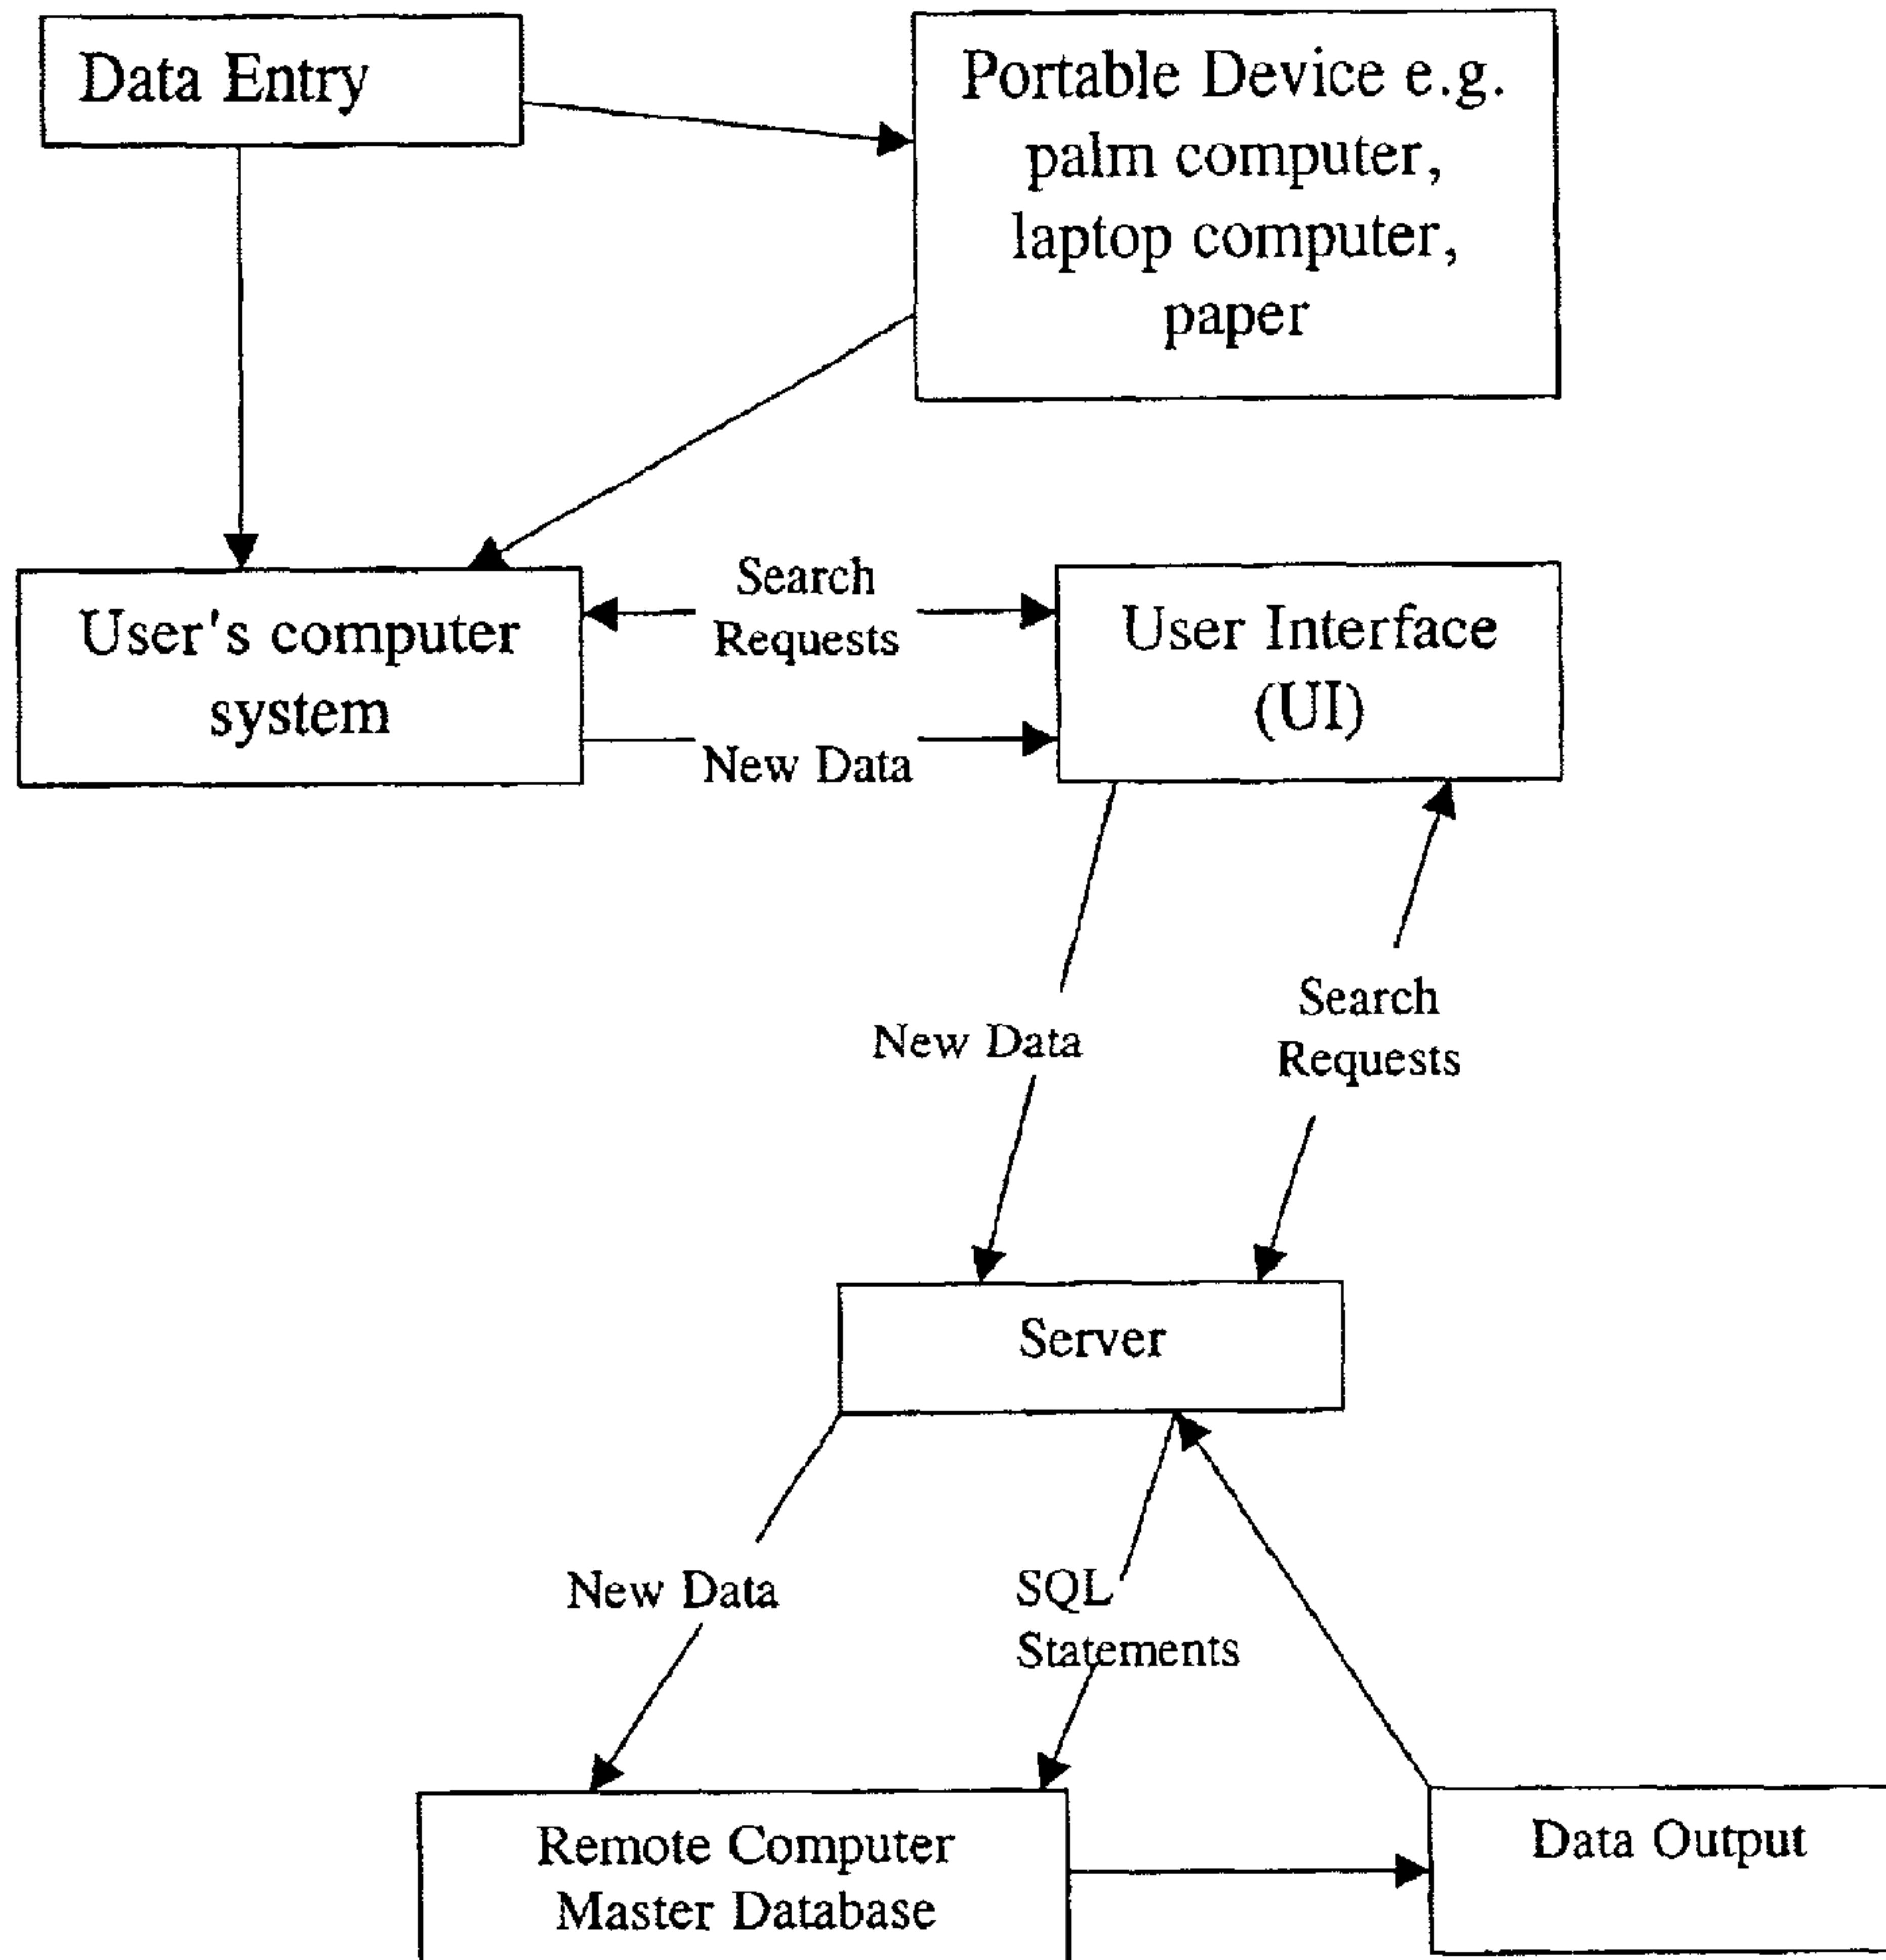 Data Entry
Portable Device e.g.
palm computer,
laptop computer,
paper
User's computer
system
Search
Requests
New Data
User Interface
(UI)
New Data
Search
Requests
Server
New Data
SQL
Statements
Remote Computer
Master Database
Data Output